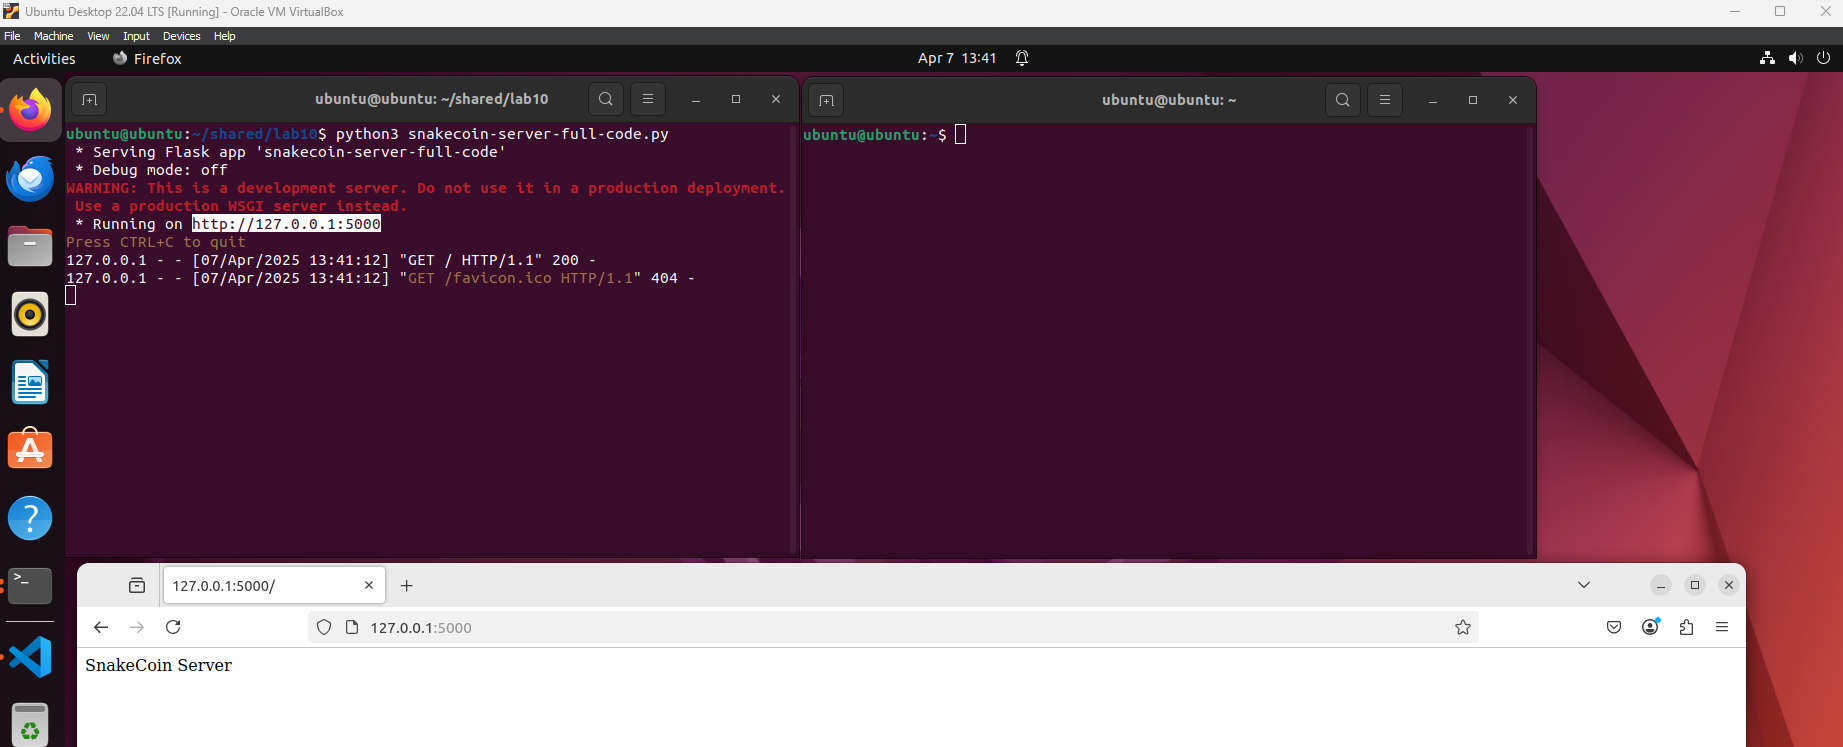 Ubuntu Desktop 22.04 LTS [Running] - Oracle VM VirtualBox
File Machine View Input Devices Help
Activities Firefox Apr 7 13:41
ubuntu@ubuntu: ~/shared/lab10
ubuntu@ubuntu:~/shared/lab10$ python3 snakecoin-server-full-code.py
* Serving Flask app 'snakecoin-server-full-code'
* Debug mode: off
WARNING: This is a development server. Do not use it in a production deployment.
Use a production WSGI server instead.
* Running on http://127.0.0.1:5000
Press CTRL+C to quit
127.0.0.1 - - [07/Apr/2025 13:41:12] "GET / HTTP/1.1" 200 -
127.0.0.1 - - [07/Apr/2025 13:41:12] "GET /favicon.ico HTTP/1.1" 404 -
ubuntu@ubuntu: ~
ubuntu@ubuntu:~$
127.0.0.1:5000/
127.0.0.1:5000
SnakeCoin Server